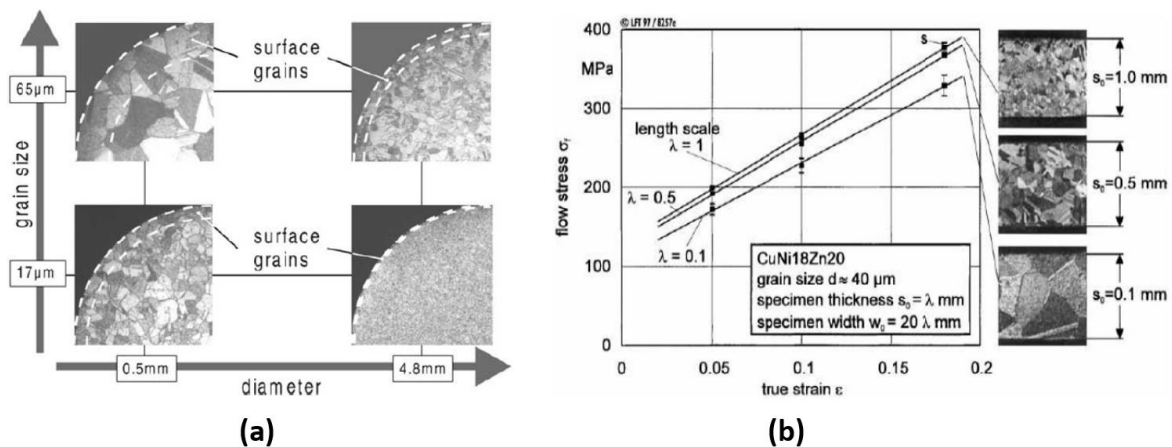 grain size
65µm
17µm
surface
grains
surface
grains
0.5mm
4.8mm
diameter
(a)
© LFT 97 / 8257e
400
MPa
300
200
100
0
flow stress σf
s
length scale
λ = 1
λ = 0.5
λ = 0.1
CuNi18Zn20
grain size d ≈ 40 µm
specimen thickness s₀ = λ mm
specimen width w₀ = 20 λ mm
0
0.05
0.1
0.15
0.2
true strain ε
s₀=1.0 mm
s₀=0.5 mm
s₀=0.1 mm
(b)